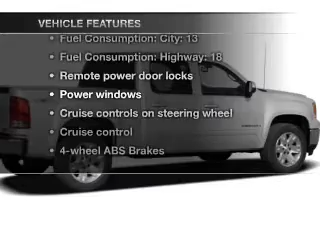 VEHICLE FEATURES
• Fuel Consumption: City: 13
• Fuel Consumption: Highway: 18
• Remote power door locks
• Power windows
• Cruise controls on steering wheel
• Cruise control
• 4-wheel ABS Brakes